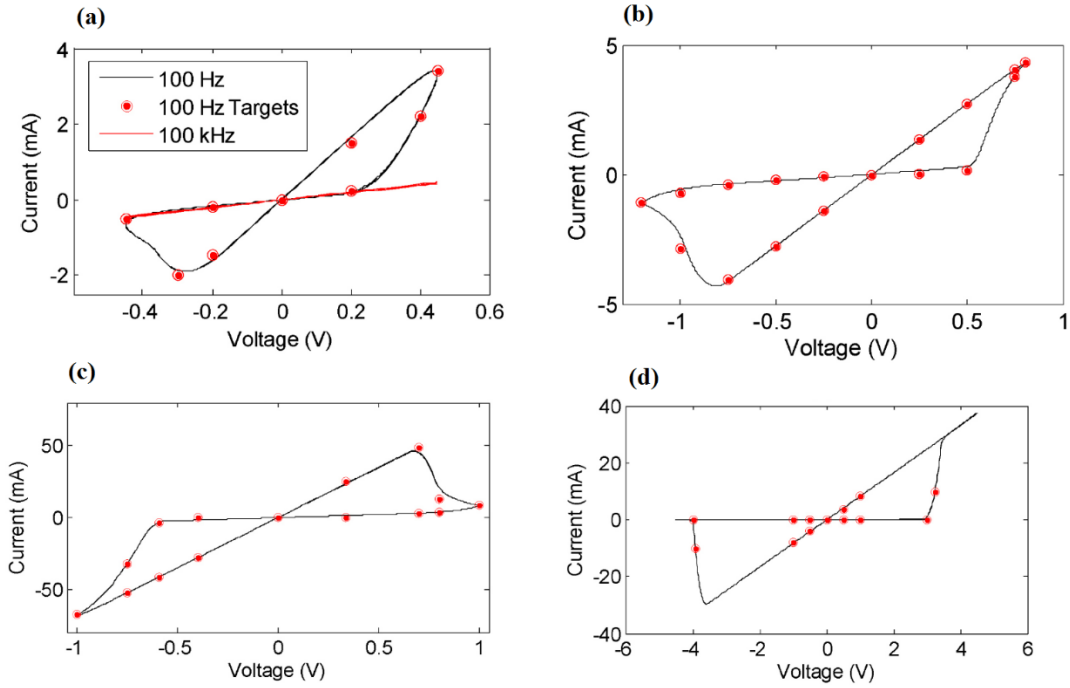 (a)
4
2
0
-2
Current (mA)
100 Hz
100 Hz Targets
100 kHz
-0.4 -0.2 0 0.2 0.4 0.6
Voltage (V)
(b)
5
0
-5
Current (mA)
-1 -0.5 0 0.5 1
Voltage (V)
(c)
50
0
-50
Current (mA)
-1 -0.5 0 0.5 1
Voltage (V)
(d)
40
20
0
-20
-40
Current (mA)
-6 -4 -2 0 2 4 6
Voltage (V)